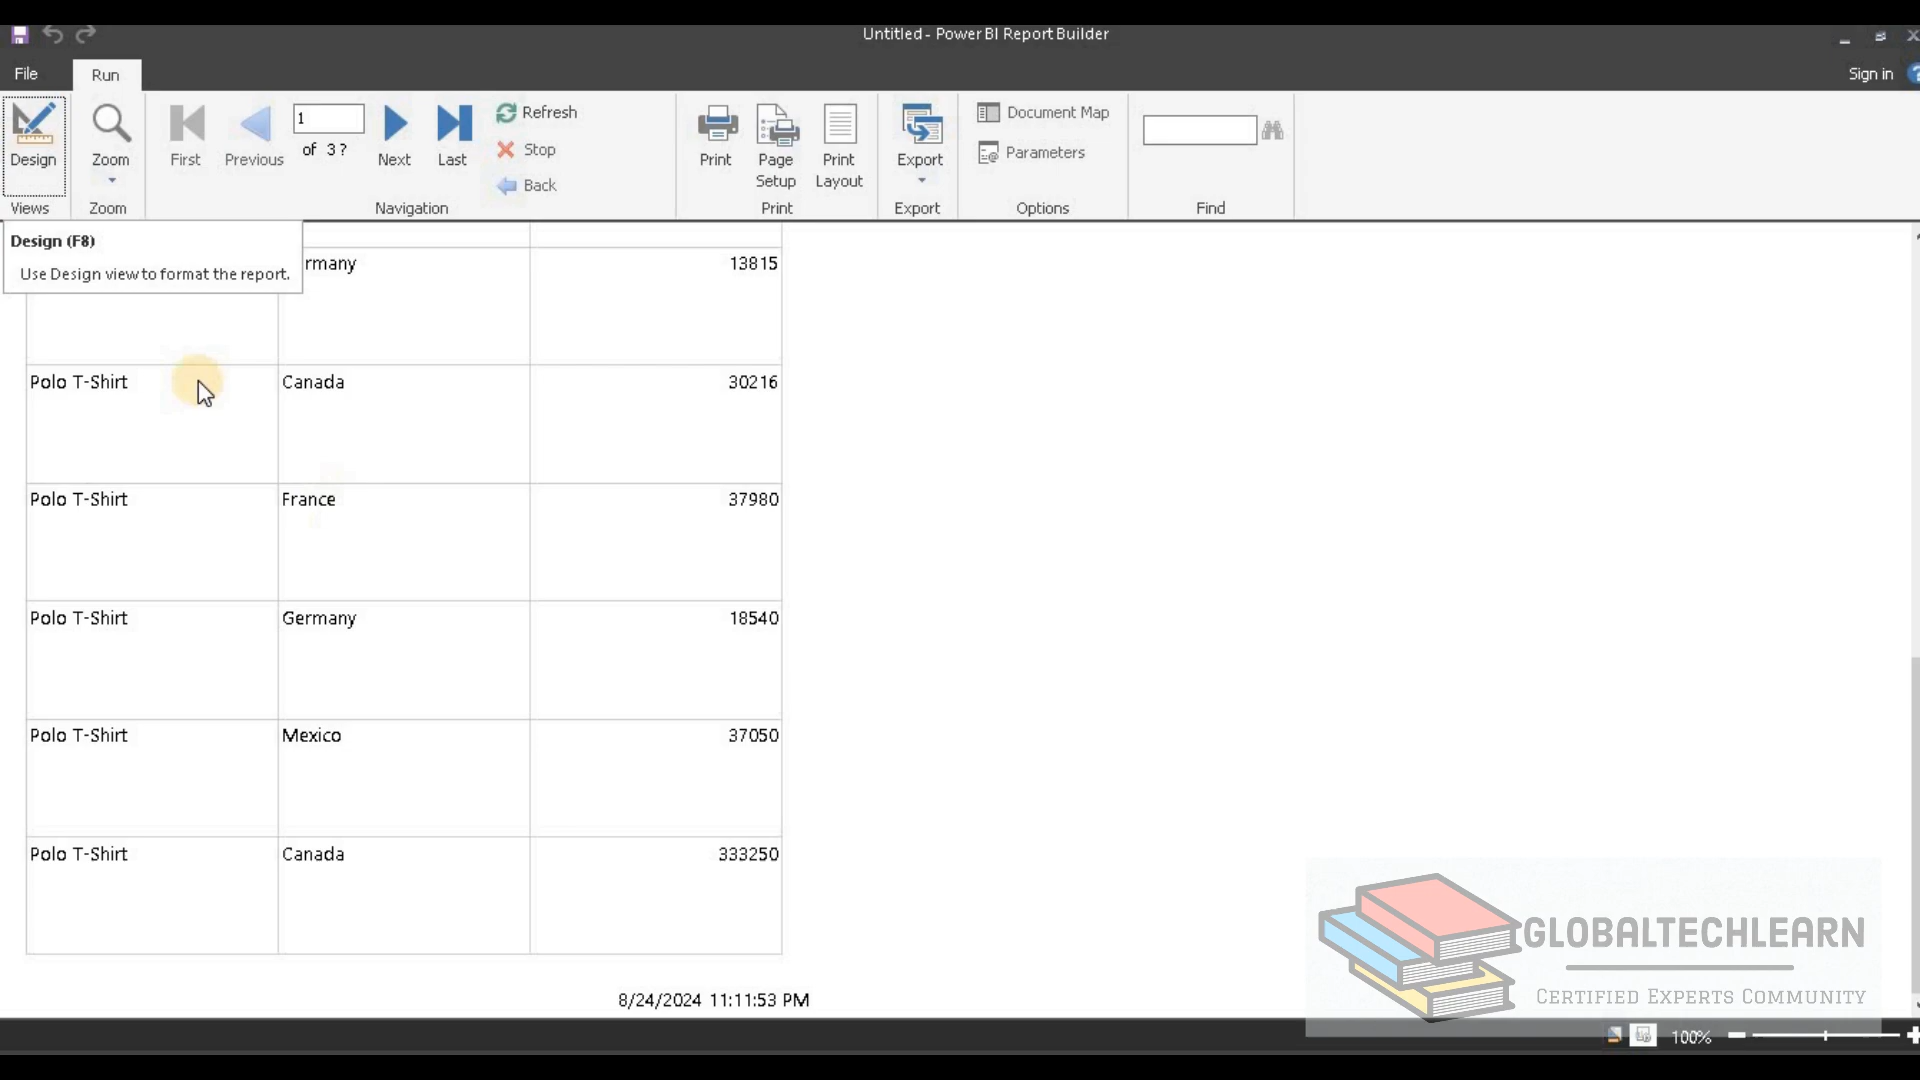 Untitled - Power BI Report Builder
File
Run
Sign in
Design
Zoom
First
Previous
1
of 3 ?
Next
Last
Refresh
Stop
Back
Print
Page
Setup
Print
Layout
Export
Document Map
Parameters
Views
Zoom
Navigation
Print
Export
Options
Find
Design (F8)
Use Design view to format the report.
rmany 13815
Polo T-Shirt Canada 30216
Polo T-Shirt France 37980
Polo T-Shirt Germany 18540
Polo T-Shirt Mexico 37050
Polo T-Shirt Canada 333250
8/24/2024 11:11:53 PM
GLOBALTECHLEARN
CERTIFIED EXPERTS COMMUNITY
100%